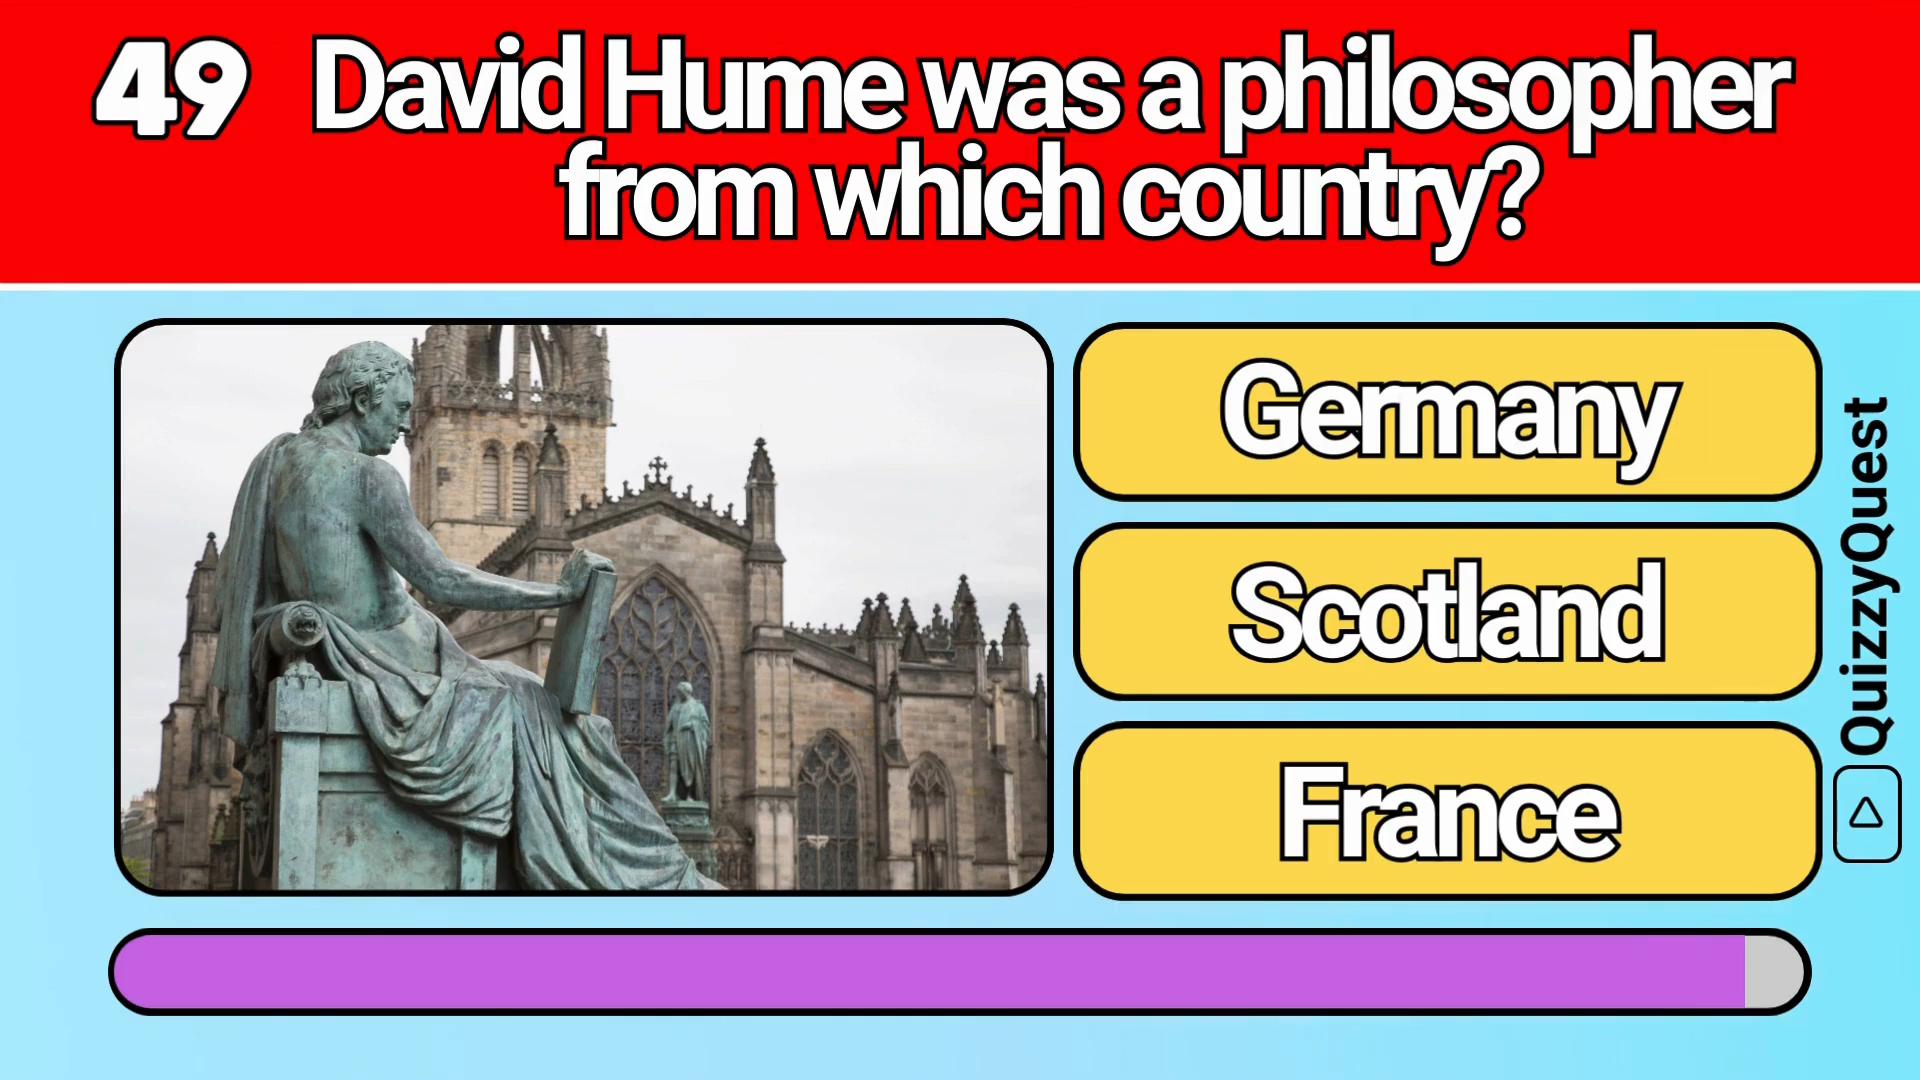 49 David Hume was a philosopher
from which country?
Germany
Scotland
France
QuizzyQuest